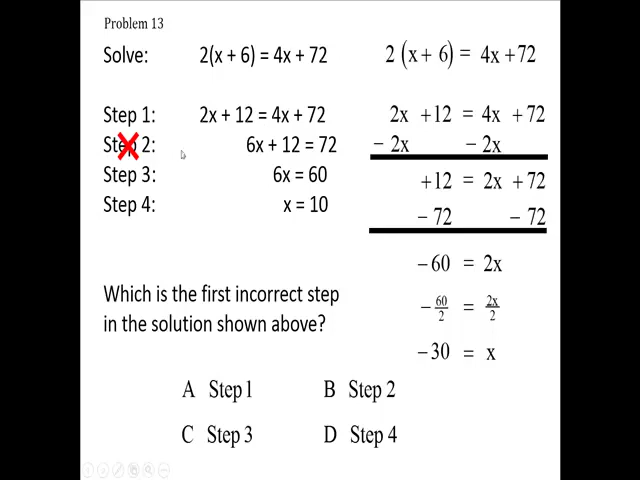 Problem 13
Solve: 2(x + 6) = 4x + 72
Step 1: 2x + 12 = 4x + 72
Step 2: 6x + 12 = 72
Step 3: 6x = 60
Step 4: x = 10
Which is the first incorrect step
in the solution shown above?
2 (x + 6) = 4x + 72
2x + 12 = 4x + 72
− 2x − 2x
+12 = 2x + 72
− 72 − 72
− 60 = 2x
− 60/2 = 2x/2
− 30 = x
A Step 1 B Step 2
C Step 3 D Step 4